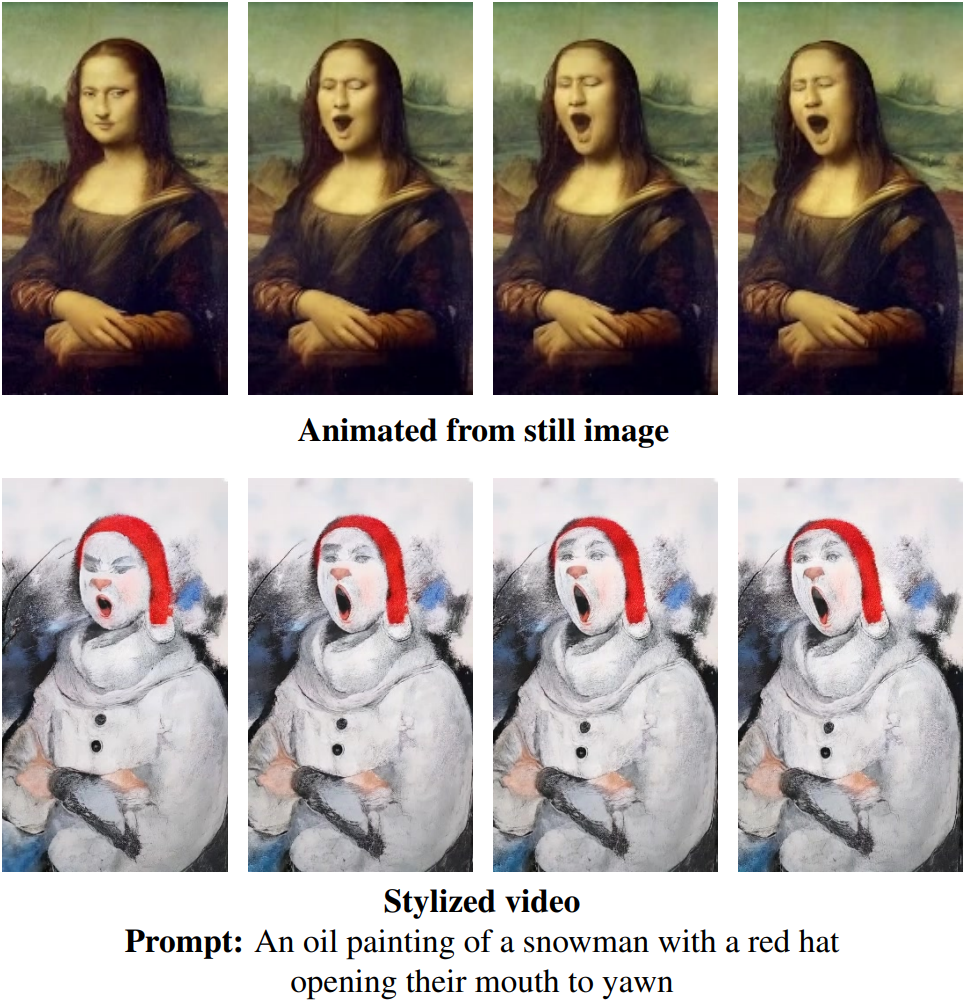 Animated from still image
Stylized video
Prompt: An oil painting of a snowman with a red hat
opening their mouth to yawn